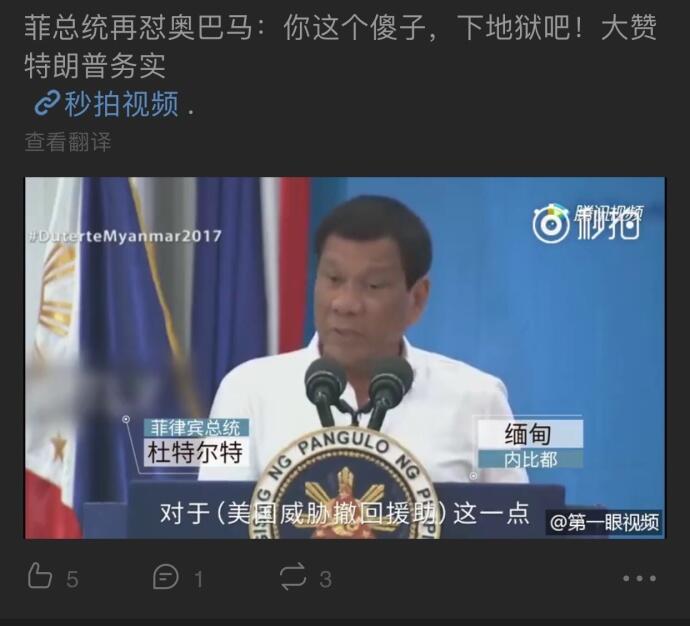 菲总统再怼奥巴马：你这个傻子，下地狱吧！大赞
特朗普务实
秒拍视频 .
查看翻译
#DuterteMyanmar2017
腾讯视频
秒拍
菲律宾总统
杜特尔特
缅甸
内比都
NG PANGULO NG PI
对于(美国威胁撤回援助)这一点
@第一眼视频
5
1
3